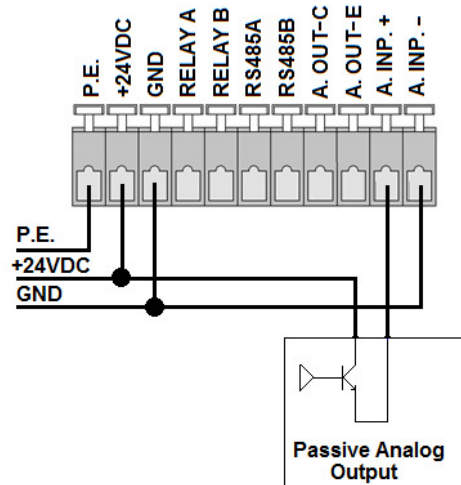 P.E.
+24VDC
GND
RELAY A
RELAY B
RS485A
RS485B
A. OUT-C
A. OUT-E
A. INP. +
A. INP. -
P.E.
+24VDC
GND
Passive Analog
Output